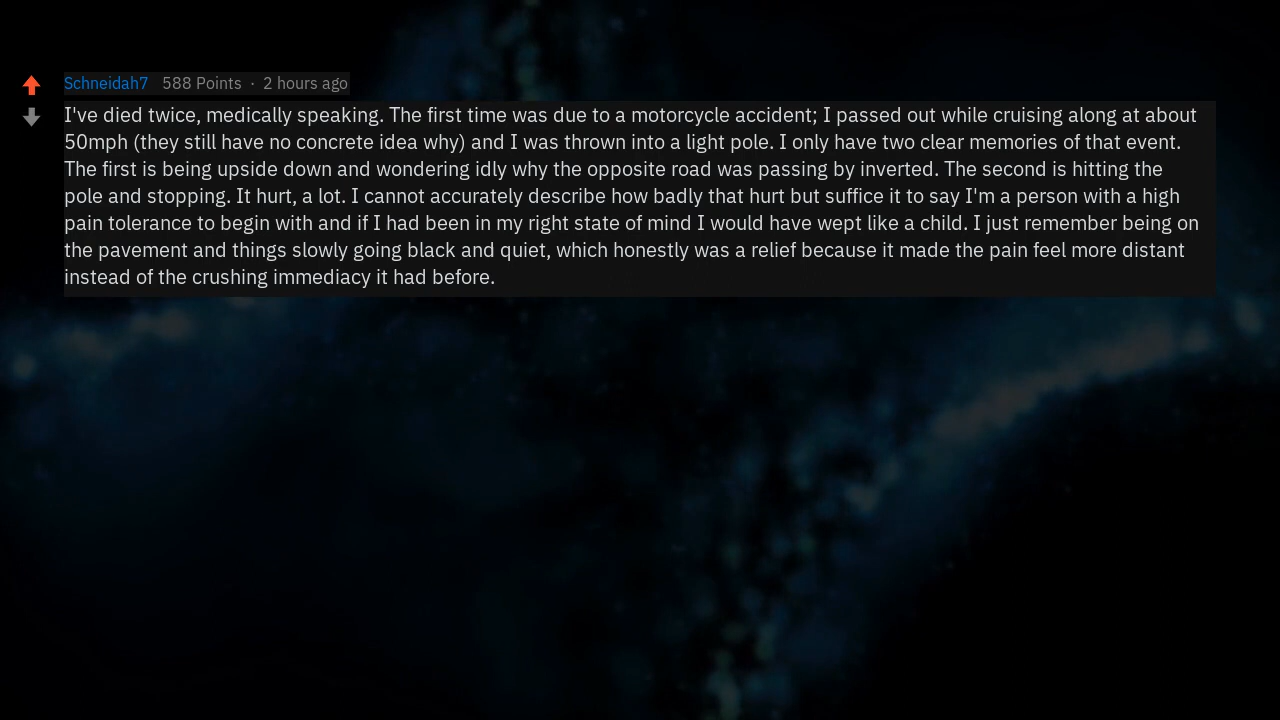 Schneidah7 588 Points · 2 hours ago
I've died twice, medically speaking. The first time was due to a motorcycle accident; I passed out while cruising along at about
50mph (they still have no concrete idea why) and I was thrown into a light pole. I only have two clear memories of that event.
The first is being upside down and wondering idly why the opposite road was passing by inverted. The second is hitting the
pole and stopping. It hurt, a lot. I cannot accurately describe how badly that hurt but suffice it to say I'm a person with a high
pain tolerance to begin with and if I had been in my right state of mind I would have wept like a child. I just remember being on
the pavement and things slowly going black and quiet, which honestly was a relief because it made the pain feel more distant
instead of the crushing immediacy it had before.